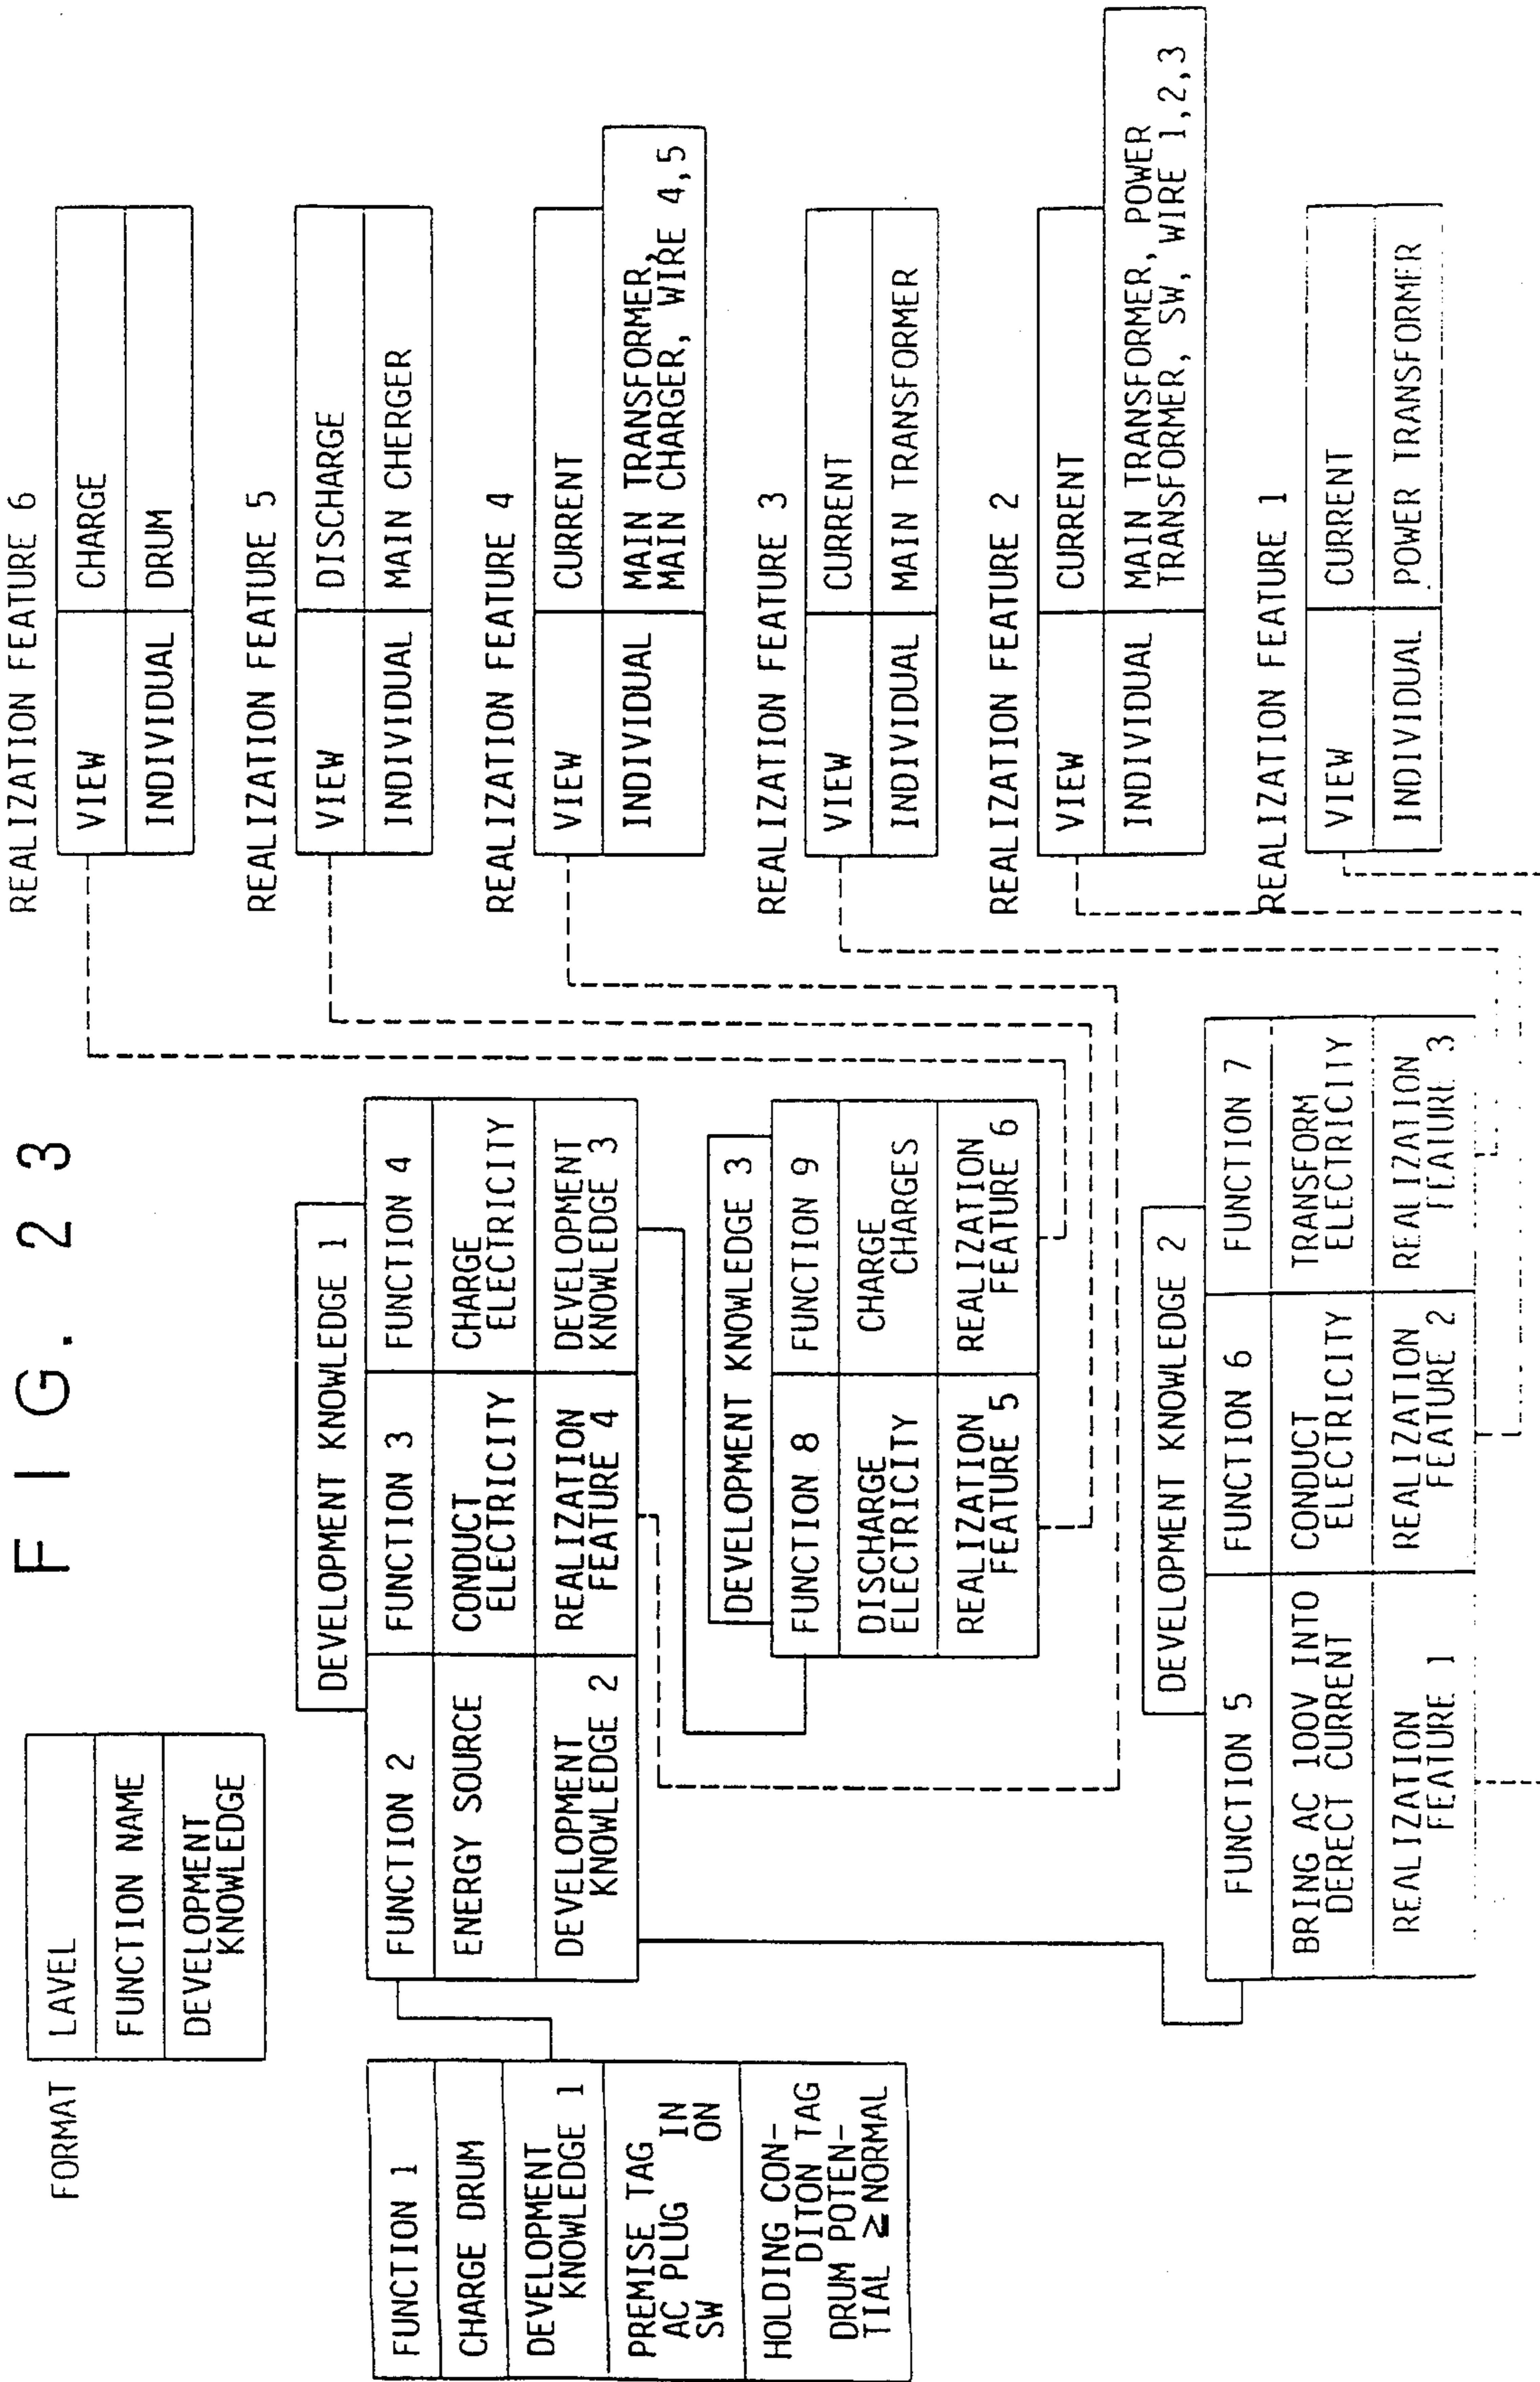 FIG. 23
FORMAT
LAVEL
FUNCTION NAME
DEVELOPMENT
KNOWLEDGE
FUNCTION 1
CHARGE DRUM
DEVELOPMENT
KNOWLEDGE 1
PREMISE TAG
AC PLUG IN
SW ON
HOLDING CON-
DITON TAG
DRUM POTEN-
TIAL ≥ NORMAL
DEVELOPMENT KNOWLEDGE 1
FUNCTION 2
ENERGY SOURCE
DEVELOPMENT
KNOWLEDGE 2
FUNCTION 3
CONDUCT
ELECTRICITY
REALIZATION
FEATURE 4
FUNCTION 4
CHARGE
ELECTRICITY
DEVELOPMENT
KNOWLEDGE 3
DEVELOPMENT KNOWLEDGE 3
FUNCTION 8
DISCHARGE
ELECTRICITY
REALIZATION
FEATURE 5
FUNCTION 9
CHARGE
CHARGES
REALIZATION
FEATURE 6
DEVELOPMENT KNOWLEDGE 2
FUNCTION 5
BRING AC 100V INTO
DERECT CURRENT
REALIZATION
FEATURE 1
FUNCTION 6
CONDUCT
ELECTRICITY
REALIZATION
FEATURE 2
FUNCTION 7
TRANSFORM
ELECTRICITY
REALIZATION
FEATURE 3
REALIZATION FEATURE 6
VIEW CHARGE
INDIVIDUAL DRUM
REALIZATION FEATURE 5
VIEW DISCHARGE
INDIVIDUAL MAIN CHERGER
REALIZATION FEATURE 4
VIEW CURRENT
INDIVIDUAL MAIN TRANSFORMER,
MAIN CHARGER, WIRE 4,5
REALIZATION FEATURE 3
VIEW CURRENT
INDIVIDUAL MAIN TRANSFORMER
REALIZATION FEATURE 2
VIEW CURRENT
INDIVIDUAL MAIN TRANSFORMER, POWER
TRANSFORMER, SW, WIRE 1,2,3
REALIZATION FEATURE 1
VIEW CURRENT
INDIVIDUAL POWER TRANSFORMER